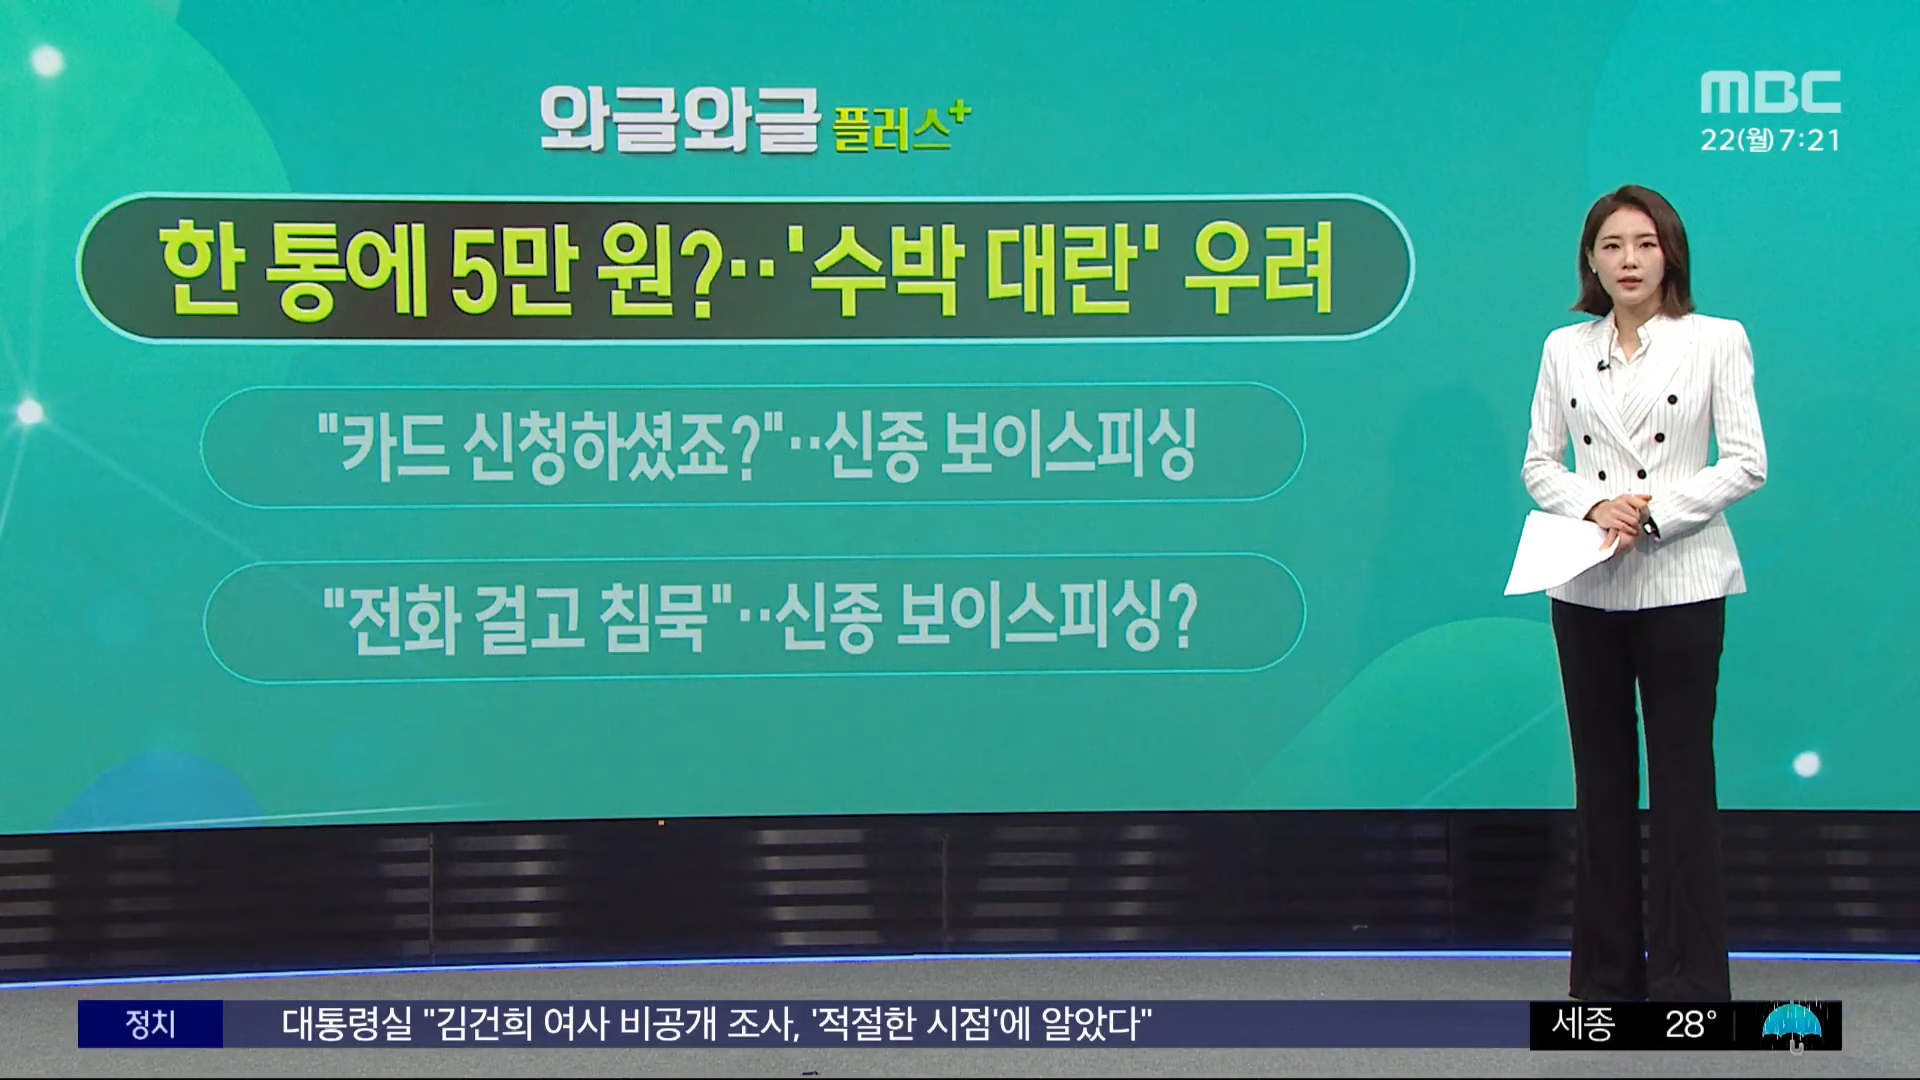 와글와글 플러스+
MBC
22(월) 7:21
한 통에 5만 원?··'수박 대란' 우려
"카드 신청하셨죠?"··신종 보이스피싱
"전화 걸고 침묵"··신종 보이스피싱?
정치 대통령실 "김건희 여사 비공개 조사, '적절한 시점'에 알았다"
세종 28°